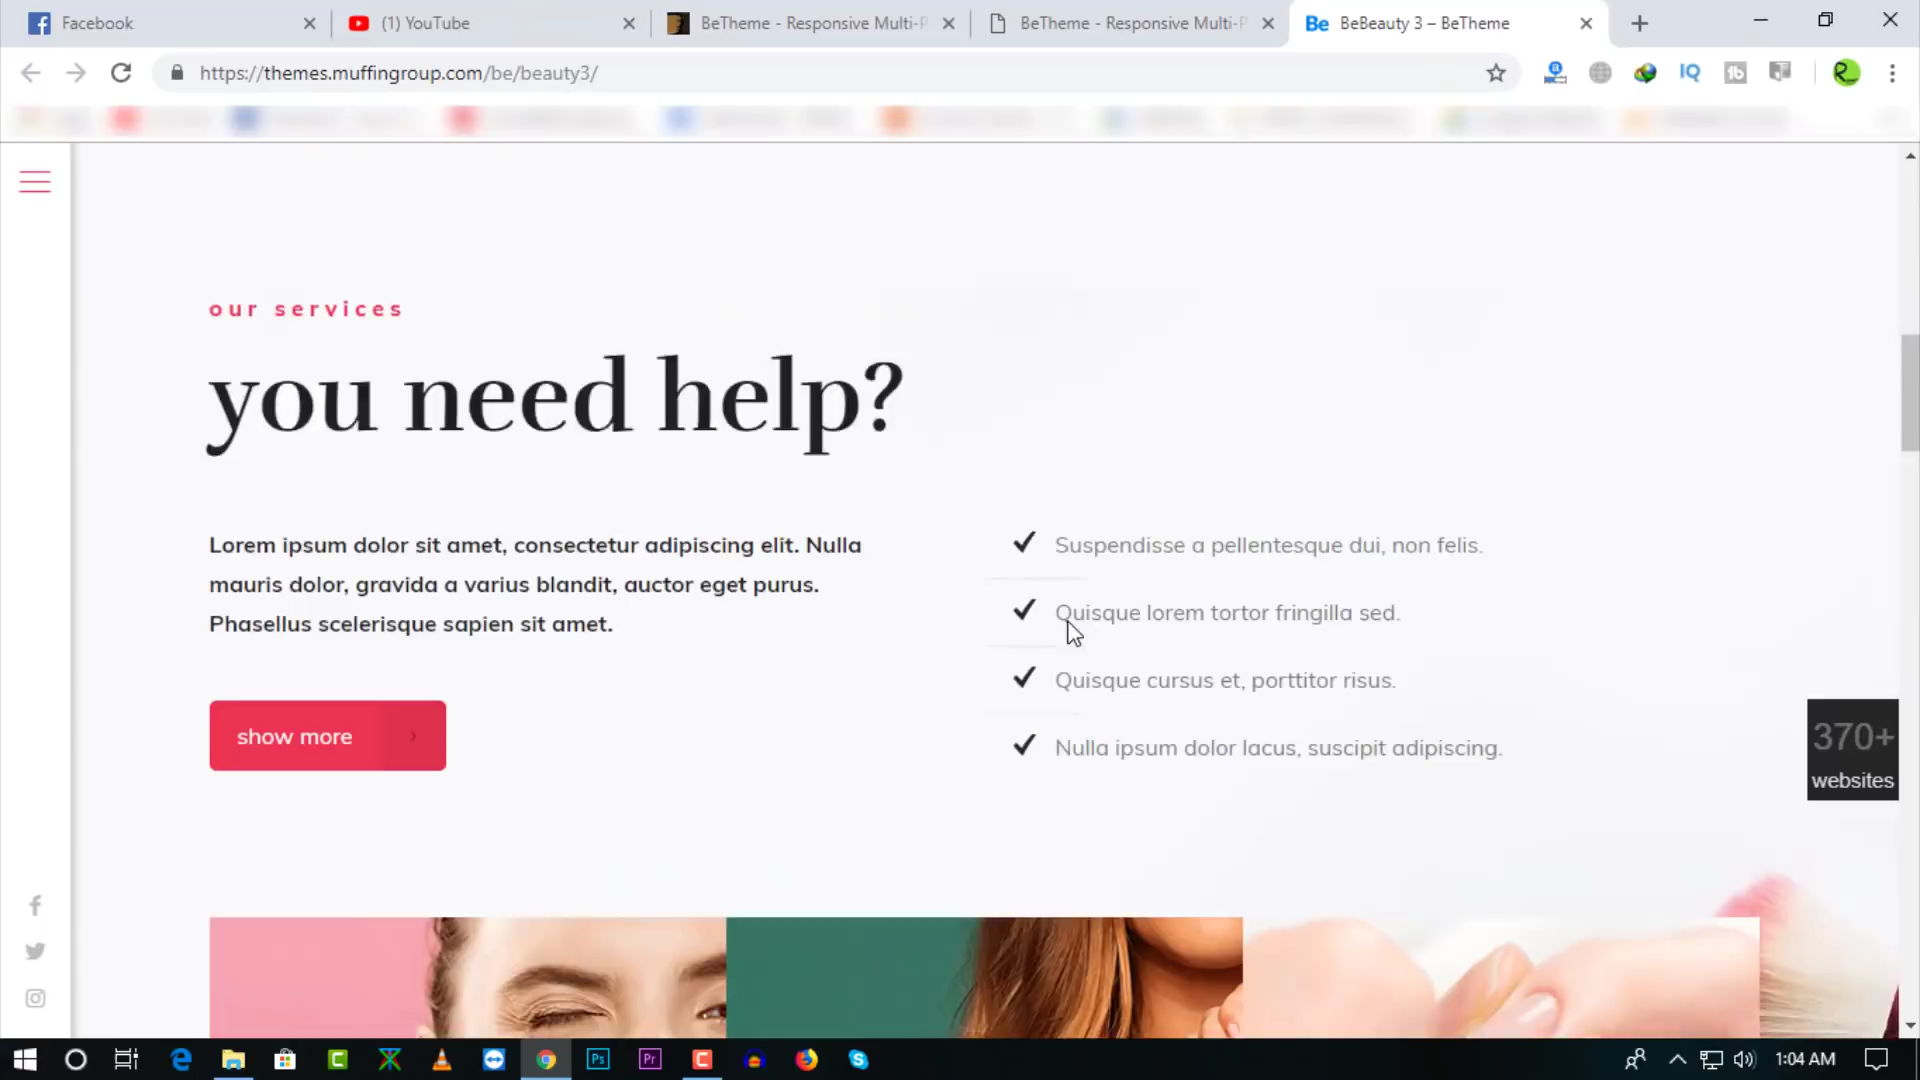 Facebook
(1) YouTube
BeTheme - Responsive Multi-P
BeTheme - Responsive Multi-P
BeBeauty 3 – BeTheme
https://themes.muffingroup.com/be/beauty3/
our services
you need help?
Lorem ipsum dolor sit amet, consectetur adipiscing elit. Nulla
mauris dolor, gravida a varius blandit, auctor eget purus.
Phasellus scelerisque sapien sit amet.
show more
Suspendisse a pellentesque dui, non felis.
Quisque lorem tortor fringilla sed.
Quisque cursus et, porttitor risus.
Nulla ipsum dolor lacus, suscipit adipiscing.
370+
websites
1:04 AM